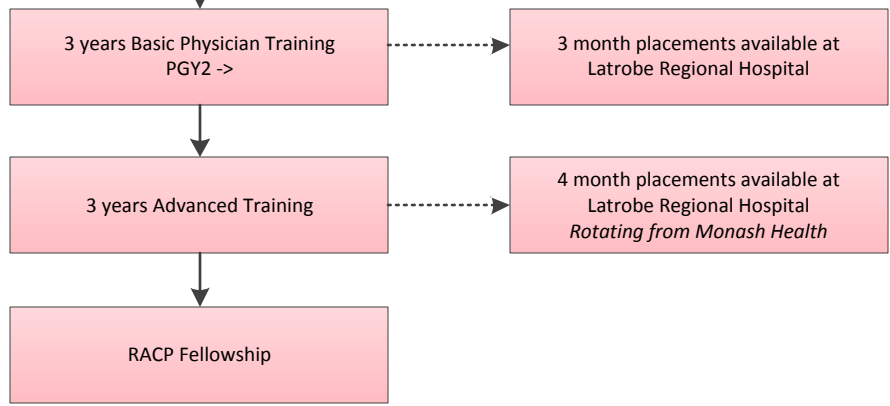 3 years Basic Physician Training
PGY2 ->
3 month placements available at
Latrobe Regional Hospital
3 years Advanced Training
4 month placements available at
Latrobe Regional Hospital
Rotating from Monash Health
RACP Fellowship